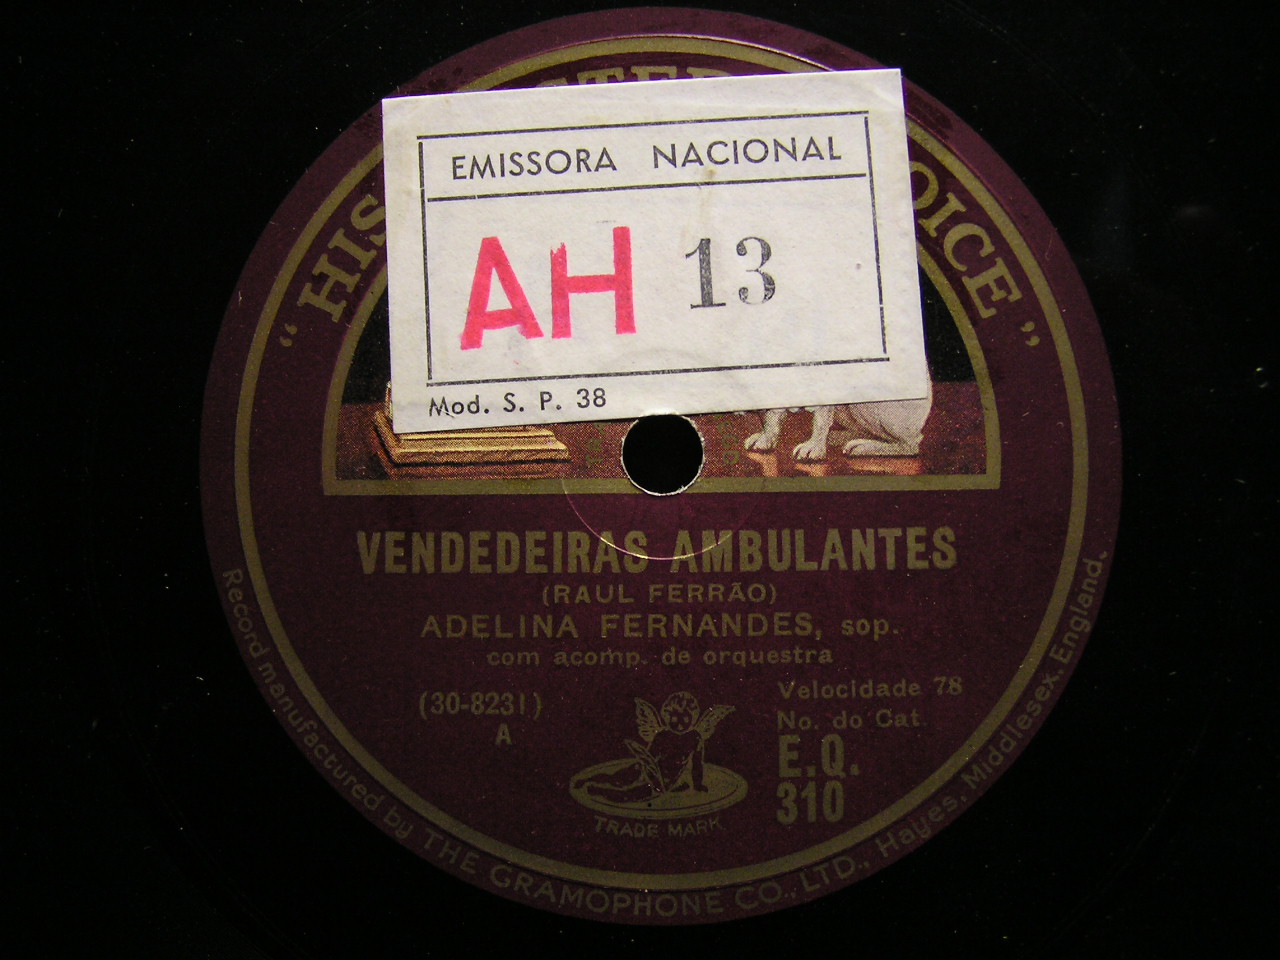 "HIS VOICE"
EMISSORA NACIONAL
AH 13
Mod. S. P. 38
VENDEDEIRAS AMBULANTES
(RAUL FERRÃO)
ADELINA FERNANDES, sop.
com acomp. de orquestra
(30-8231)
A
Velocidade 78
No. do Cat.
E.Q.
310
TRADE MARK
Record manufactured by THE GRAMOPHONE CO., LTD., Hayes, Middlesex, England.